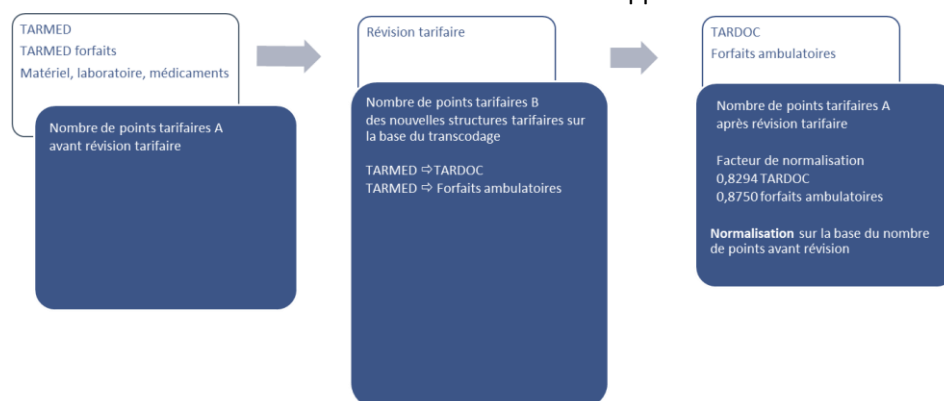 TARMED
TARMED forfaits
Matériel, laboratoire, médicaments
Nombre de points tarifaires A
avant révision tarifaire
Révision tarifaire
Nombre de points tarifaires B
des nouvelles structures tarifaires sur
la base du transcodage
TARMED ⇨TARDOC
TARMED ⇨ Forfaits ambulatoires
TARDOC
Forfaits ambulatoires
Nombre de points tarifaires A
après révision tarifaire
Facteur de normalisation
0,8294 TARDOC
0,8750 forfaits ambulatoires
Normalisation sur la base du nombre
de points avant révision